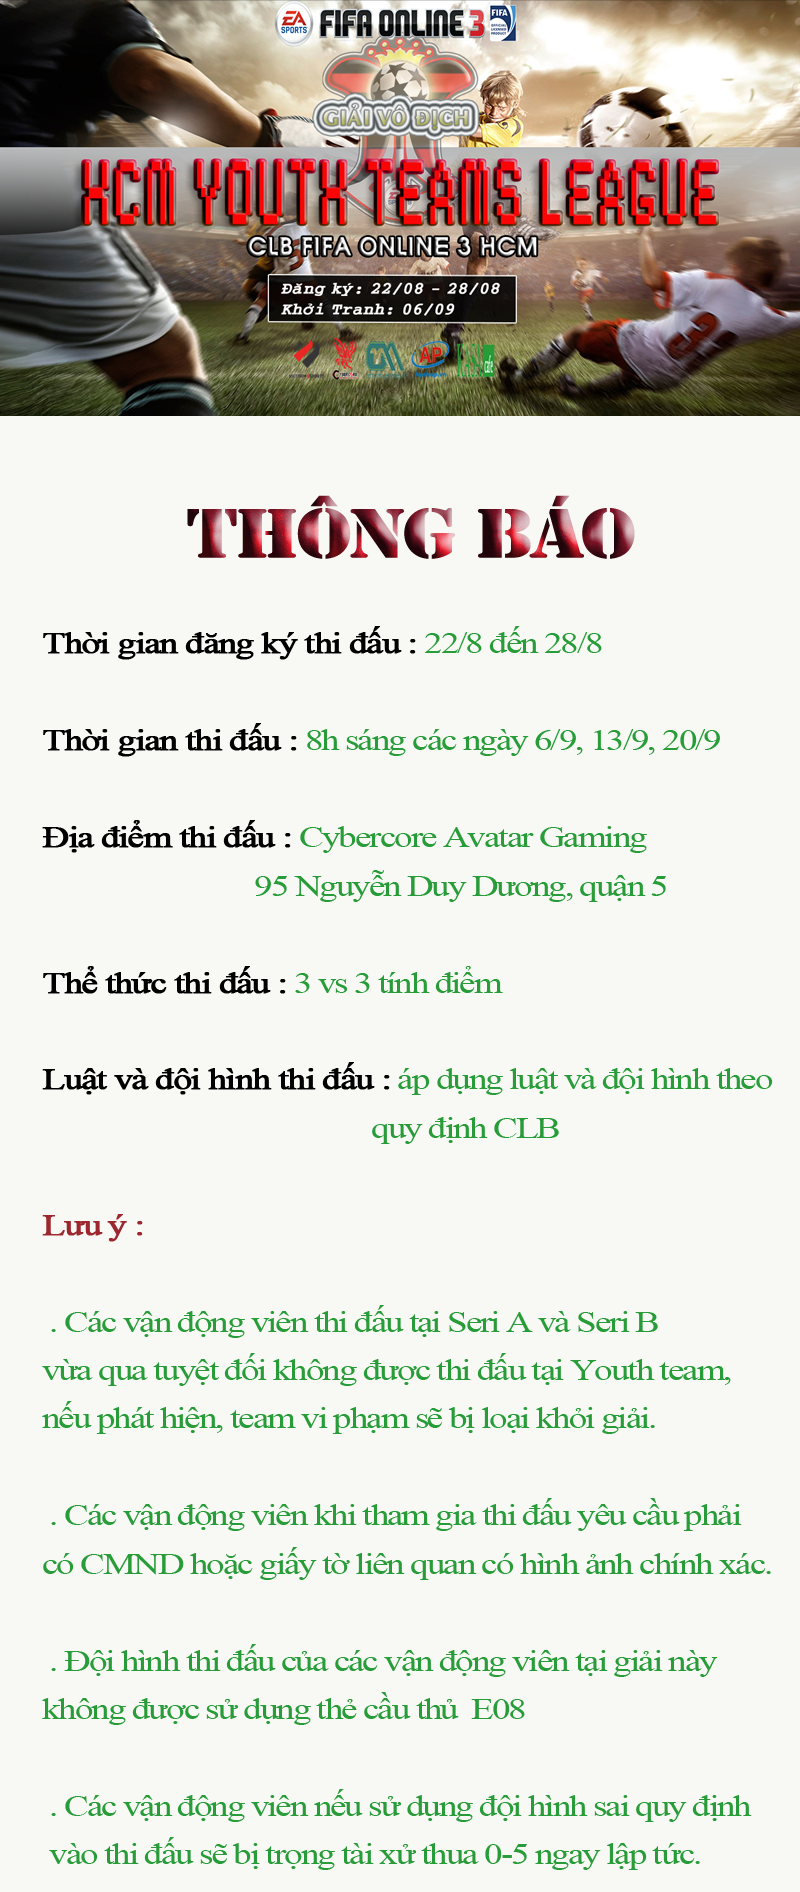 EA SPORTS FIFA ONLINE 3 FIFA OFFICIAL LICENSED PRODUCT
GIẢI VÔ ĐỊCH
HCM YOUTH TEAMS LEAGUE
CLB FIFA ONLINE 3 HCM
Đăng ký: 22/08 - 28/08
Khởi Tranh: 06/09
AP
THÔNG BÁO
Thời gian đăng ký thi đấu : 22/8 đến 28/8
Thời gian thi đấu : 8h sáng các ngày 6/9, 13/9, 20/9
Địa điểm thi đấu : Cybercore Avatar Gaming
95 Nguyễn Duy Dương, quận 5
Thể thức thi đấu : 3 vs 3 tính điểm
Luật và đội hình thi đấu : áp dụng luật và đội hình theo
quy định CLB
Lưu ý :
. Các vận động viên thi đấu tại Seri A và Seri B
vừa qua tuyệt đối không được thi đấu tại Youth team,
nếu phát hiện, team vi phạm sẽ bị loại khỏi giải.
. Các vận động viên khi tham gia thi đấu yêu cầu phải
có CMND hoặc giấy tờ liên quan có hình ảnh chính xác.
. Đội hình thi đấu của các vận động viên tại giải này
không được sử dụng thẻ cầu thủ E08
. Các vận động viên nếu sử dụng đội hình sai quy định
vào thi đấu sẽ bị trọng tài xử thua 0-5 ngay lập tức.